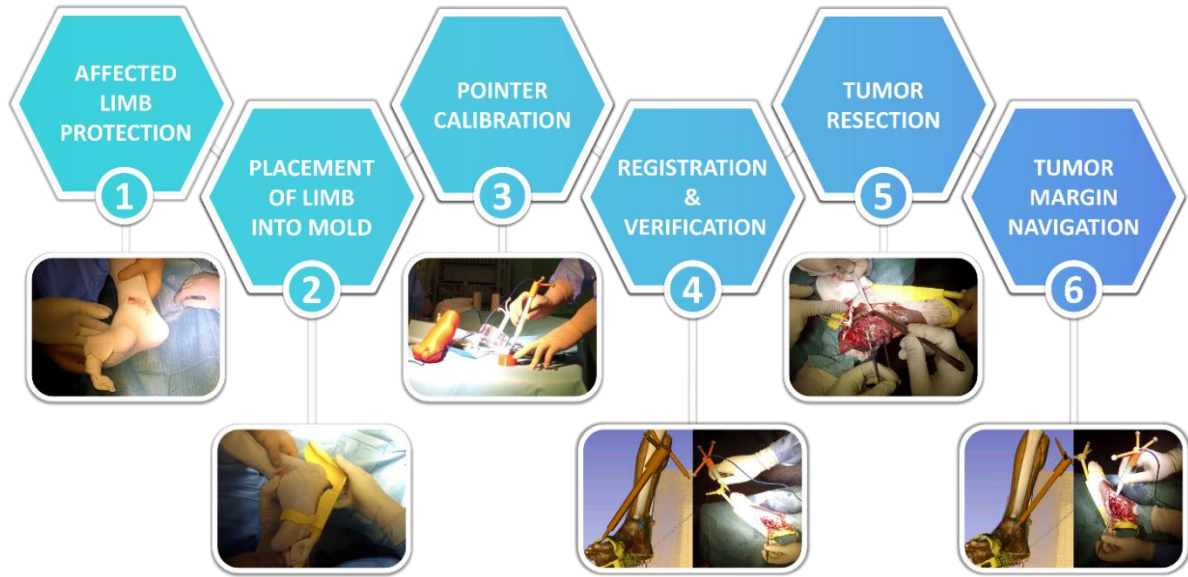 AFFECTED
LIMB
PROTECTION
1
PLACEMENT
OF LIMB
INTO MOLD
2
POINTER
CALIBRATION
3
REGISTRATION
&
VERIFICATION
4
TUMOR
RESECTION
5
TUMOR
MARGIN
NAVIGATION
6